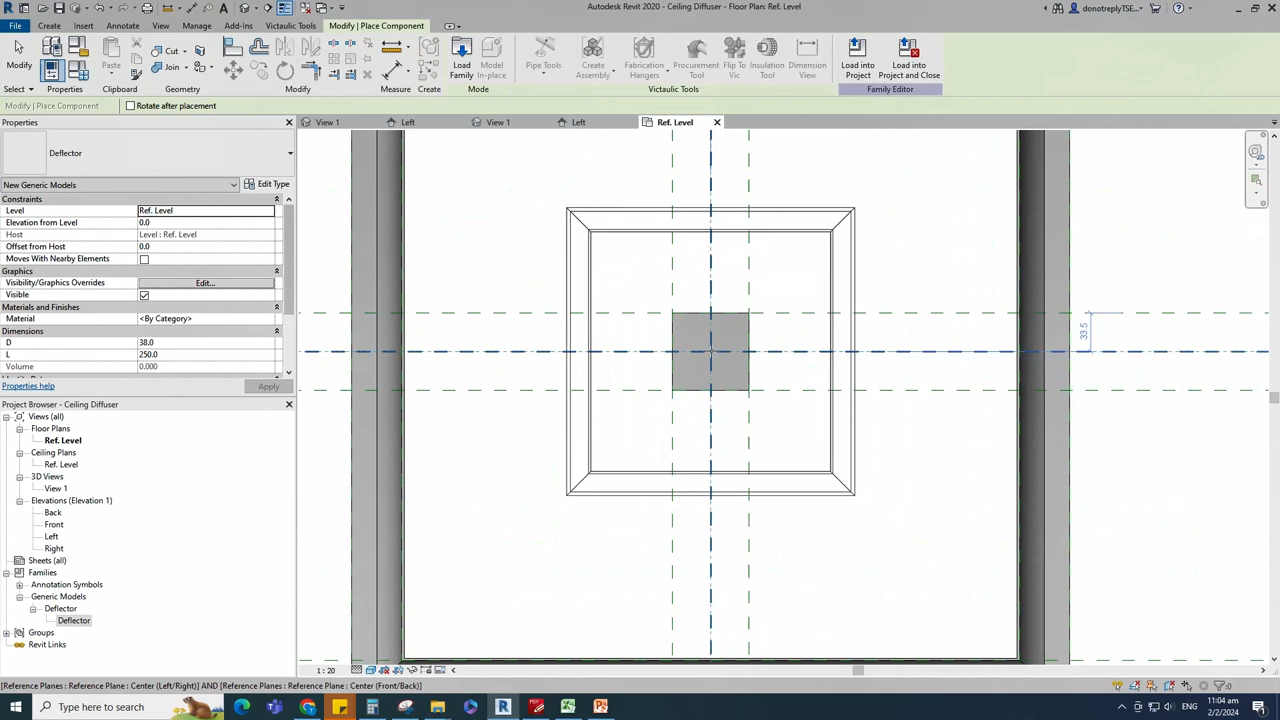 Autodesk Revit 2020 - Ceiling Diffuser - Floor Plan: Ref. Level
donotreplyTSE...
File Create Insert Annotate View Manage Add-Ins Victaulic Tools Modify | Place Component
Modify
Paste
Cut
Join
Load Family
Model In-place
Pipe Tools
Create Assembly
Fabrication Hangers
Procurement Tool
Flip To Vic
Insulation Tool
Dimension View
Load into Project
Load into Project and Close
Select Properties Clipboard Geometry Modify Measure Create Mode Victaulic Tools Family Editor
Modify | Place Component Rotate after placement
Properties
View 1 Left View 1 Left Ref. Level
Deflector
New Generic Models Edit Type
Constraints
Level Ref. Level
Elevation from Level 0.0
Host Level : Ref. Level
Offset from Host 0.0
Moves With Nearby Elements
Graphics
Visibility/Graphics Overrides Edit...
Visible
Materials and Finishes
Material <By Category>
Dimensions
D 38.0
L 250.0
Volume 0.000
Properties help Apply
33.5
Project Browser - Ceiling Diffuser
Views (all)
Floor Plans
Ref. Level
Ceiling Plans
Ref. Level
3D Views
View 1
Elevations (Elevation 1)
Back
Front
Left
Right
Sheets (all)
Families
Annotation Symbols
Generic Models
Deflector
Deflector
Groups
Revit Links
1 : 20
[Reference Planes : Reference Plane : Center (Left/Right)] AND [Reference Planes : Reference Plane : Center (Front/Back)]
:0
Type here to search
11:04 am
2/2/2024